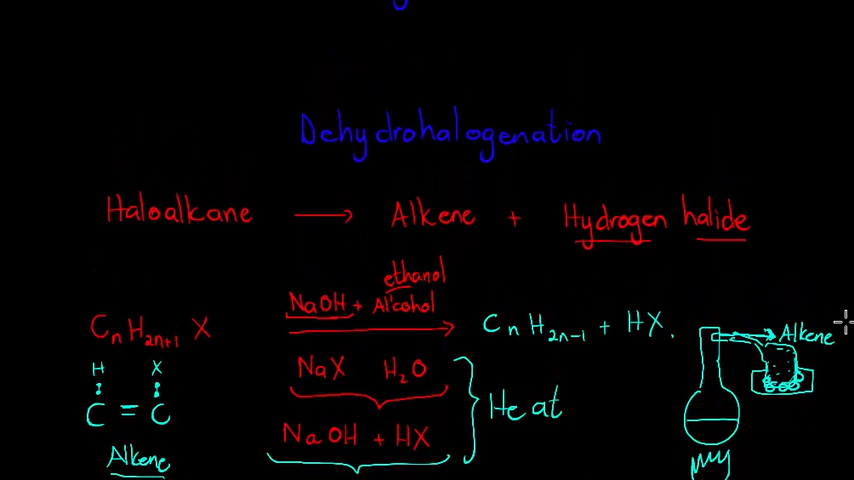 Dehydrohalogenation
Haloalkane → Alkene + Hydrogen halide
ethanol
NaOH + Alcohol
CnH2n+1 X → CnH2n-1 + HX.
Alkene
H X
NaX H2O
C = C
Heat
NaOH + HX
Alkene